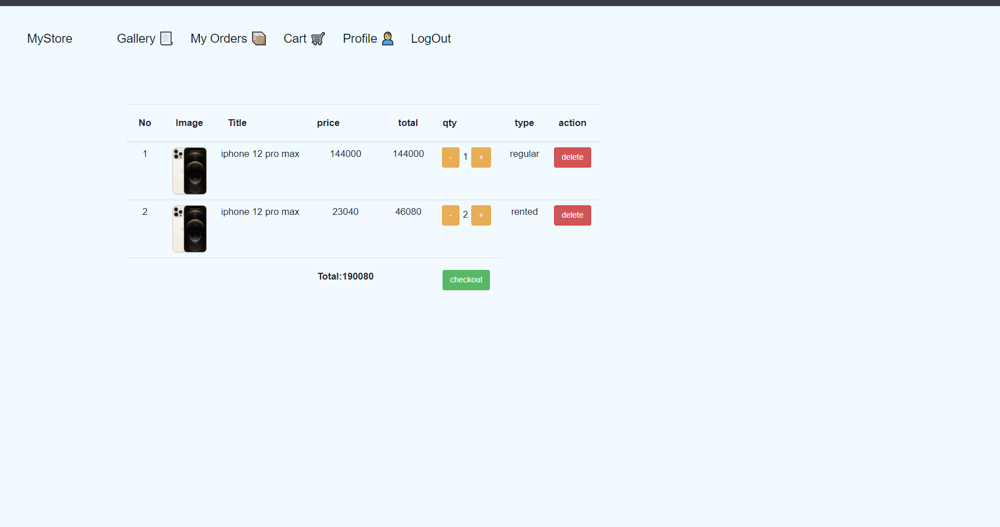 MyStore Gallery My Orders Cart Profile LogOut
No Image Title price total qty type action
1 iphone 12 pro max 144000 144000 - 1 + regular delete
2 iphone 12 pro max 23040 46080 - 2 + rented delete
Total:190080 checkout